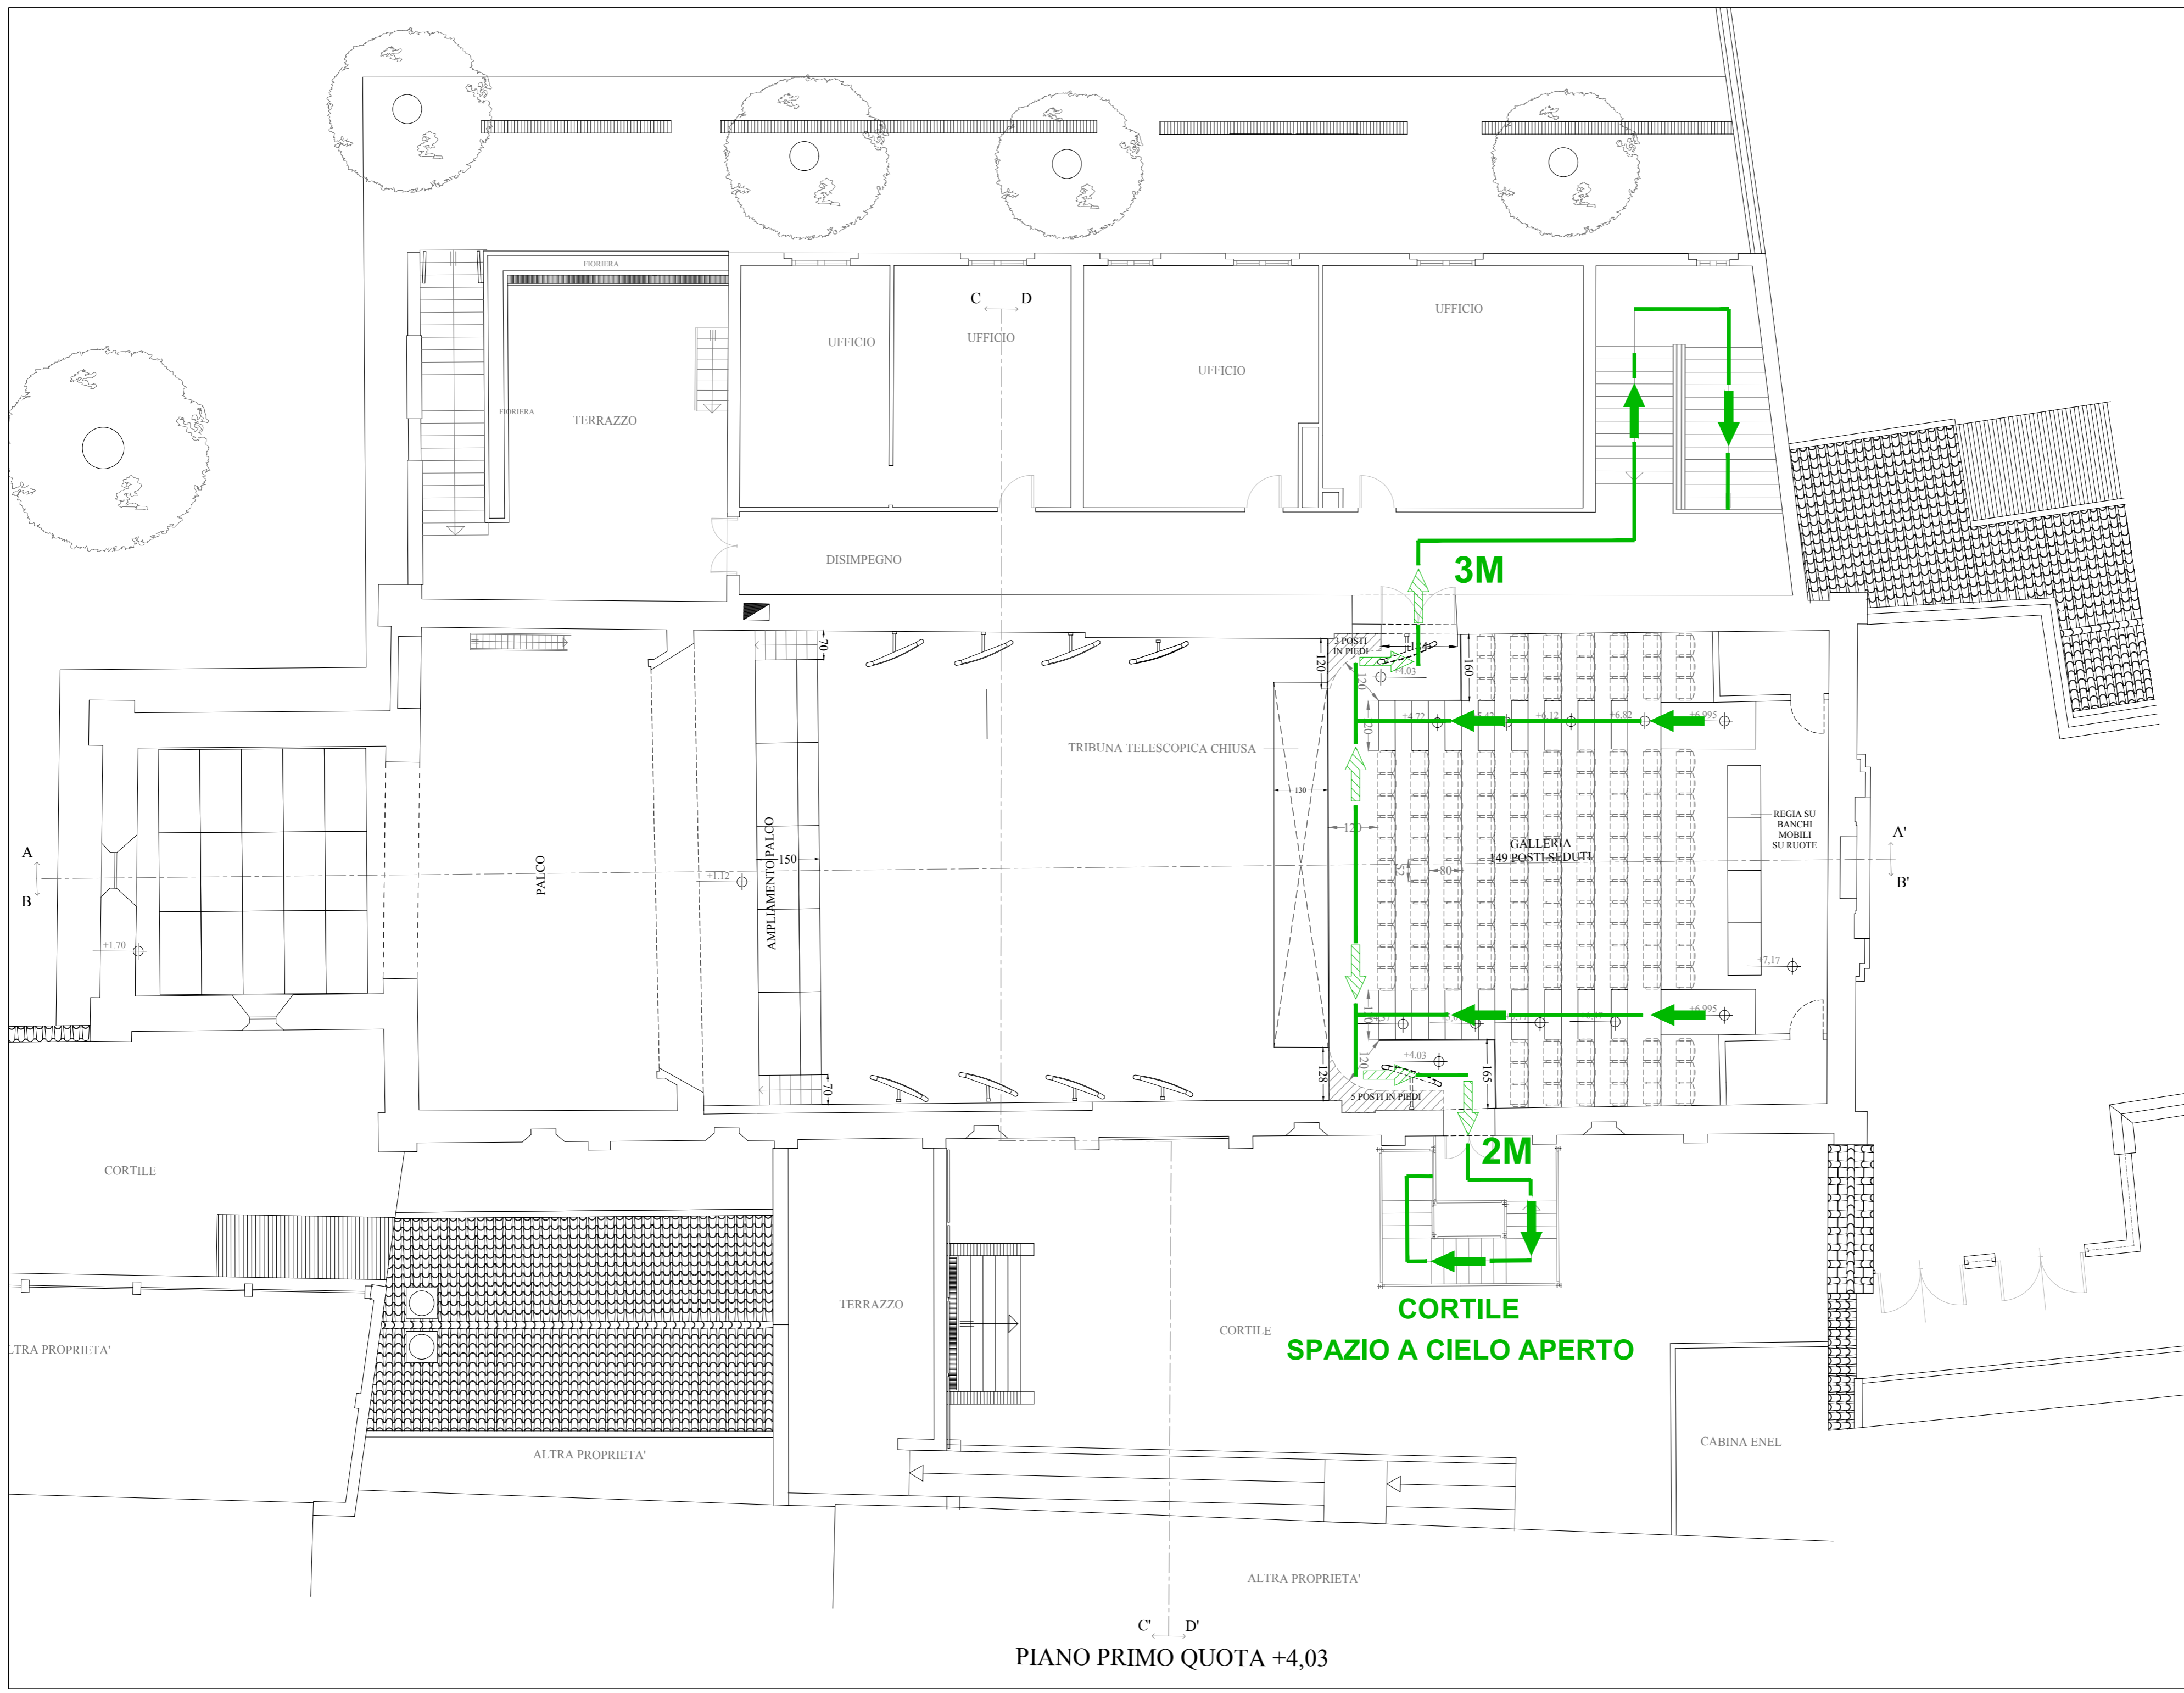 FIORIERA
C D
UFFICIO
UFFICIO
UFFICIO
UFFICIO
FIORIERA
TERRAZZO
DISIMPEGNO
3M
3 POSTI
IN PIEDI
70
120
160
+4.03
120
+4.72
+6.12
+6.82
+6.995
120
TRIBUNA TELESCOPICA CHIUSA
130
120
REGIA SU
BANCHI
MOBILI
SU RUOTE
GALLERIA
149 POSTI SEDUTI
A
B
A'
B'
PALCO
+1.12
AMPLIAMENTO PALCO
150
52
80
+1.70
+7,17
+6.995
120
+4.03
70
128
120
165
5 POSTI IN PIEDI
2M
CORTILE
TERRAZZO
CORTILE
CORTILE
SPAZIO A CIELO APERTO
LTRA PROPRIETA'
ALTRA PROPRIETA'
CABINA ENEL
ALTRA PROPRIETA'
C' D'
PIANO PRIMO QUOTA +4,03